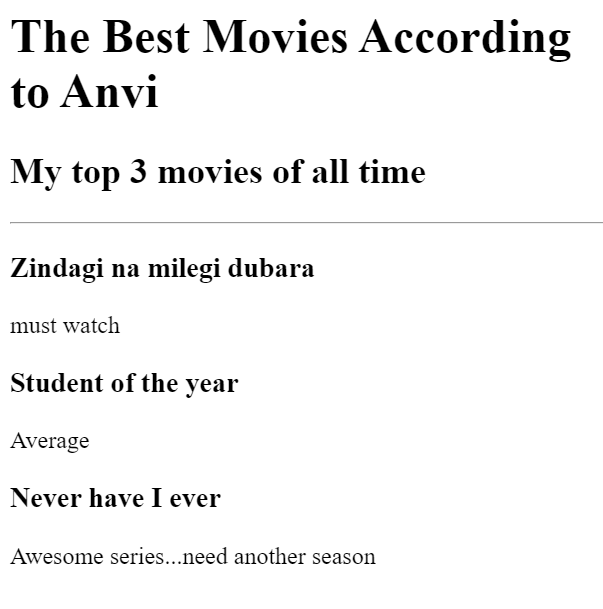 The Best Movies According
to Anvi
My top 3 movies of all time
Zindagi na milegi dubara
must watch
Student of the year
Average
Never have I ever
Awesome series...need another season